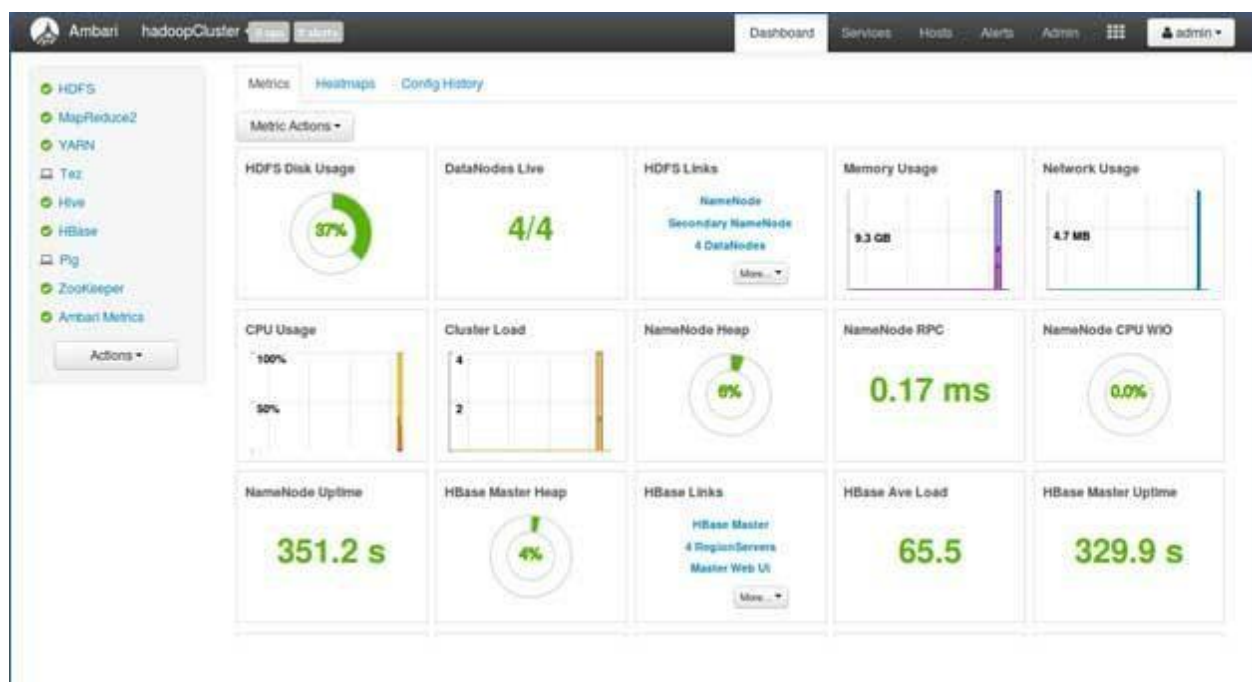 Ambari hadoopCluster 0 ops 0 alerts Dashboard Services Hosts Alerts Admin admin
HDFS
MapReduce2
YARN
Tez
Hive
HBase
Pig
ZooKeeper
Ambari Metrics
Actions
Metrics Heatmaps Config History
Metric Actions
HDFS Disk Usage
37%
DataNodes Live
4/4
HDFS Links
NameNode
Secondary NameNode
4 DataNodes
More...
Memory Usage
9.3 GB
Network Usage
4.7 MB
CPU Usage
100%
50%
Cluster Load
4
2
NameNode Heap
6%
NameNode RPC
0.17 ms
NameNode CPU WIO
0.0%
NameNode Uptime
351.2 s
HBase Master Heap
4%
HBase Links
HBase Master
4 RegionServers
Master Web UI
More...
HBase Ave Load
65.5
HBase Master Uptime
329.9 s